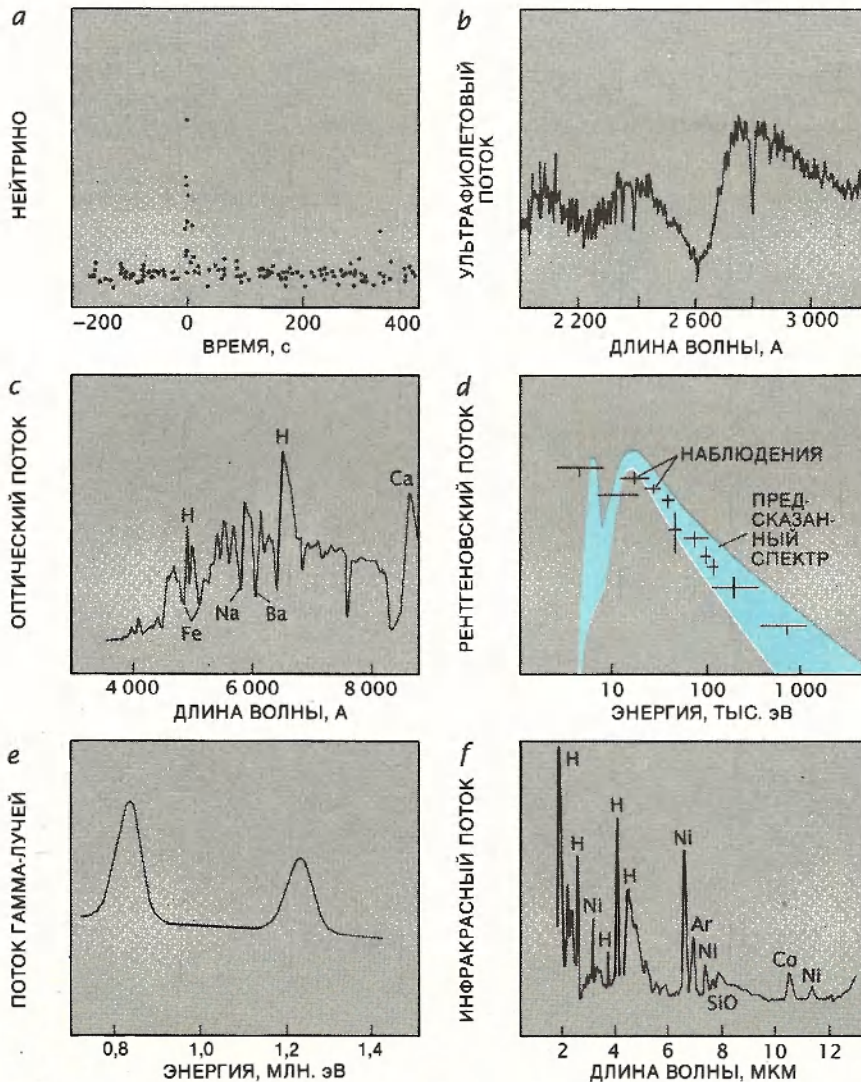 a
НЕЙТРИНО
-200 0 200 400
ВРЕМЯ, с
b
УЛЬТРАФИОЛЕТОВЫЙ
ПОТОК
2 200 2 600 3 000
ДЛИНА ВОЛНЫ, А
c
ОПТИЧЕСКИЙ ПОТОК
H
Ca
H
Na
Ba
Fe
4 000 6 000 8 000
ДЛИНА ВОЛНЫ, А
d
РЕНТГЕНОВСКИЙ ПОТОК
НАБЛЮДЕНИЯ
ПРЕД-
СКАЗАН-
НЫЙ
СПЕКТР
10 100 1 000
ЭНЕРГИЯ, ТЫС. эВ
e
ПОТОК ГАММА-ЛУЧЕЙ
0,8 1,0 1,2 1,4
ЭНЕРГИЯ, МЛН. эВ
f
ИНФРАКРАСНЫЙ ПОТОК
H
H
Ni
H
H
H
Ni
Ar
Ni
SiO
Co
Ni
2 4 6 8 10 12
ДЛИНА ВОЛНЫ, МКМ